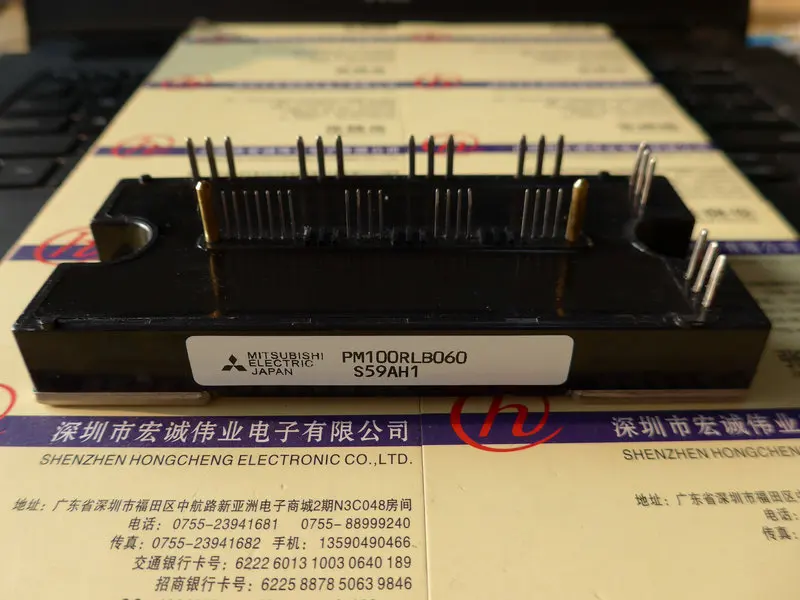 MITSUBISHI
ELECTRIC
JAPAN
PM100RLB060
S59AH1
深圳市宏诚伟业电子有限公司
SHENZHEN HONGCHENG ELECTRONIC CO.,LTD.
地址: 广东省深圳市福田区中航路新亚洲电子商城2期N3C048房间
电话: 0755-23941681 0755- 88999240
传真: 0755-23941682 手机: 13590490466
交通银行卡号: 6222 6013 1003 0640 189
招商银行卡号: 6225 8878 5063 9846
深圳市宏诚伟业
SHENZHEN HONGCHENG
地址: 广东省深圳市福田区
电话:
传真: